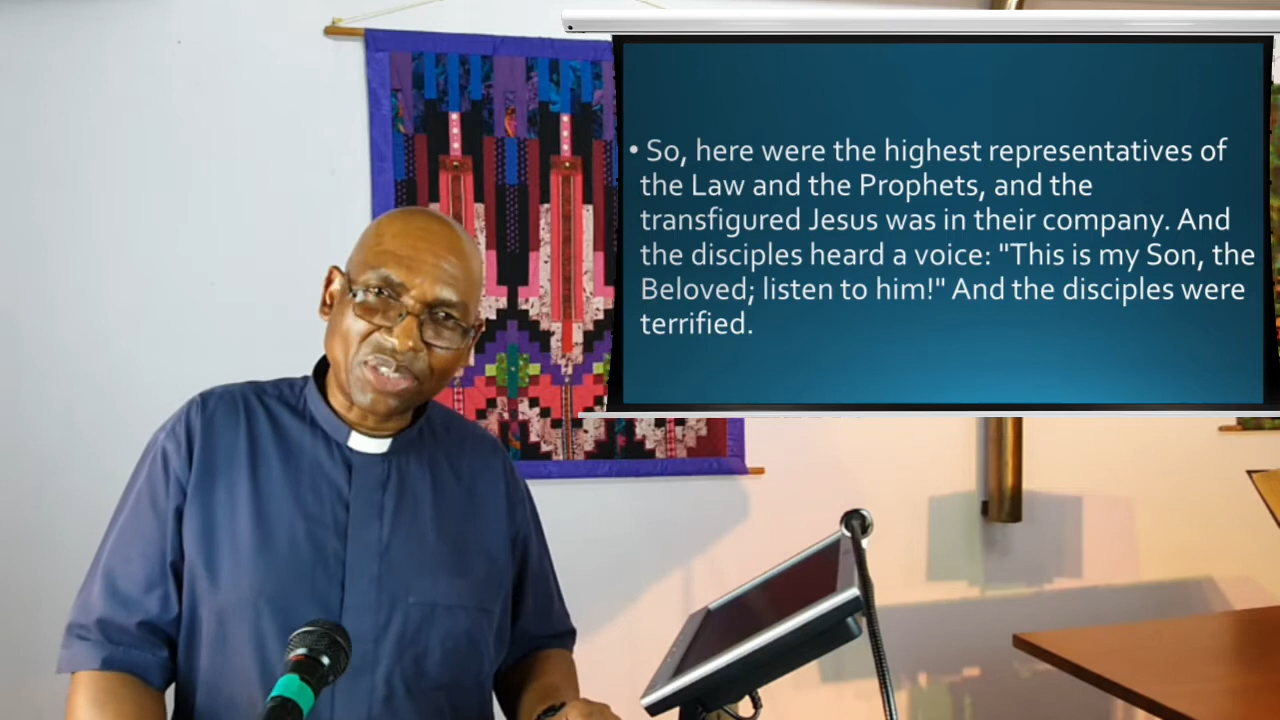 • So, here were the highest representatives of
the Law and the Prophets, and the
transfigured Jesus was in their company. And
the disciples heard a voice: "This is my Son, the
Beloved; listen to him!" And the disciples were
terrified.